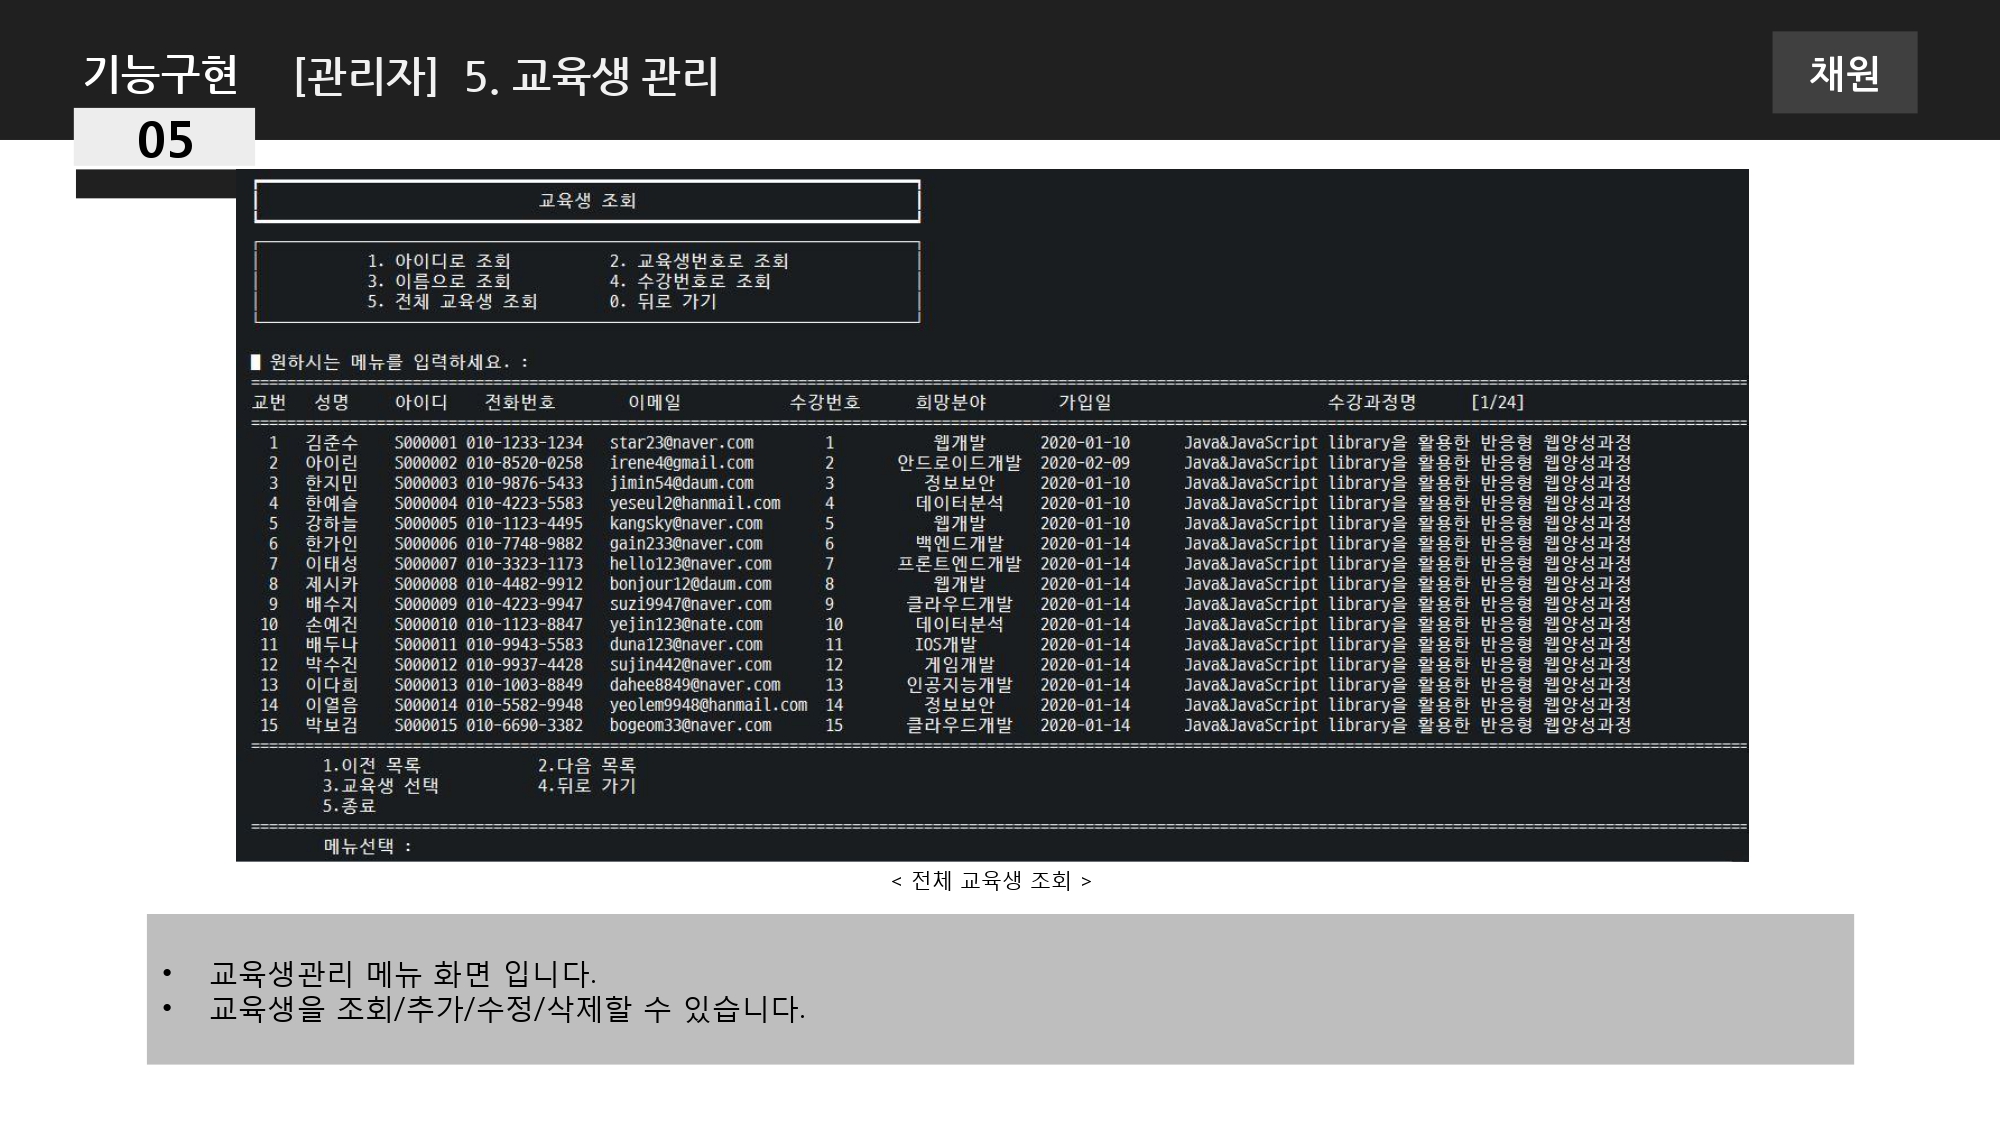 기능구현 [관리자] 5. 교육생 관리
채원
05
교육생 조회
1. 아이디로 조회 2. 교육생번호로 조회
3. 이름으로 조회 4. 수강번호로 조회
5. 전체 교육생 조회 0. 뒤로 가기
원하시는 메뉴를 입력하세요. :
교번 성명 아이디 전화번호 이메일 수강번호 희망분야 가입일 수강과정명 [1/24]
1 김준수 S000001 010-1233-1234 star23@naver.com 1 웹개발 2020-01-10 Java&JavaScript library을 활용한 반응형 웹양성과정
2 아이린 S000002 010-8520-0258 irene4@gmail.com 2 안드로이드개발 2020-02-09 Java&JavaScript library을 활용한 반응형 웹양성과정
3 한지민 S000003 010-9876-5433 jimin54@daum.com 3 정보보안 2020-01-10 Java&JavaScript library을 활용한 반응형 웹양성과정
4 한예슬 S000004 010-4223-5583 yeseul2@hanmail.com 4 데이터분석 2020-01-10 Java&JavaScript library을 활용한 반응형 웹양성과정
5 강하늘 S000005 010-1123-4495 kangsky@naver.com 5 웹개발 2020-01-10 Java&JavaScript library을 활용한 반응형 웹양성과정
6 한가인 S000006 010-7748-9882 gain233@naver.com 6 백엔드개발 2020-01-14 Java&JavaScript library을 활용한 반응형 웹양성과정
7 이태성 S000007 010-3323-1173 hello123@naver.com 7 프론트엔드개발 2020-01-14 Java&JavaScript library을 활용한 반응형 웹양성과정
8 제시카 S000008 010-4482-9912 bonjour12@daum.com 8 웹개발 2020-01-14 Java&JavaScript library을 활용한 반응형 웹양성과정
9 배수지 S000009 010-4223-9947 suzi9947@naver.com 9 클라우드개발 2020-01-14 Java&JavaScript library을 활용한 반응형 웹양성과정
10 손예진 S000010 010-1123-8847 yejin123@nate.com 10 데이터분석 2020-01-14 Java&JavaScript library을 활용한 반응형 웹양성과정
11 배두나 S000011 010-9943-5583 duna123@naver.com 11 IOS개발 2020-01-14 Java&JavaScript library을 활용한 반응형 웹양성과정
12 박수진 S000012 010-9937-4428 sujin442@naver.com 12 게임개발 2020-01-14 Java&JavaScript library을 활용한 반응형 웹양성과정
13 이다희 S000013 010-1003-8849 dahee8849@naver.com 13 인공지능개발 2020-01-14 Java&JavaScript library을 활용한 반응형 웹양성과정
14 이열음 S000014 010-5582-9948 yeolem9948@hanmail.com 14 정보보안 2020-01-14 Java&JavaScript library을 활용한 반응형 웹양성과정
15 박보검 S000015 010-6690-3382 bogeom33@naver.com 15 클라우드개발 2020-01-14 Java&JavaScript library을 활용한 반응형 웹양성과정
1.이전 목록 2.다음 목록
3.교육생 선택 4.뒤로 가기
5.종료
메뉴선택 :
< 전체 교육생 조회 >
• 교육생관리 메뉴 화면 입니다.
• 교육생을 조회/추가/수정/삭제할 수 있습니다.